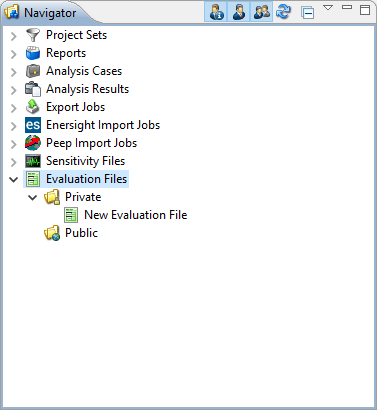 Navigator
Project Sets
Reports
Analysis Cases
Analysis Results
Export Jobs
es Enersight Import Jobs
Peep Import Jobs
Sensitivity Files
Evaluation Files
Private
New Evaluation File
Public